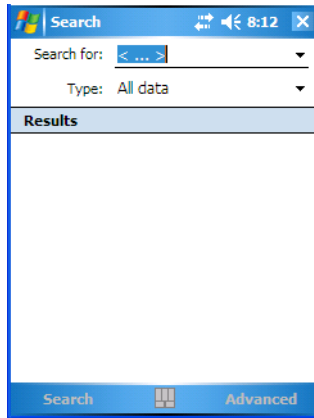 Search 8:12
Search for: < ... >
Type: All data
Results
Search Advanced